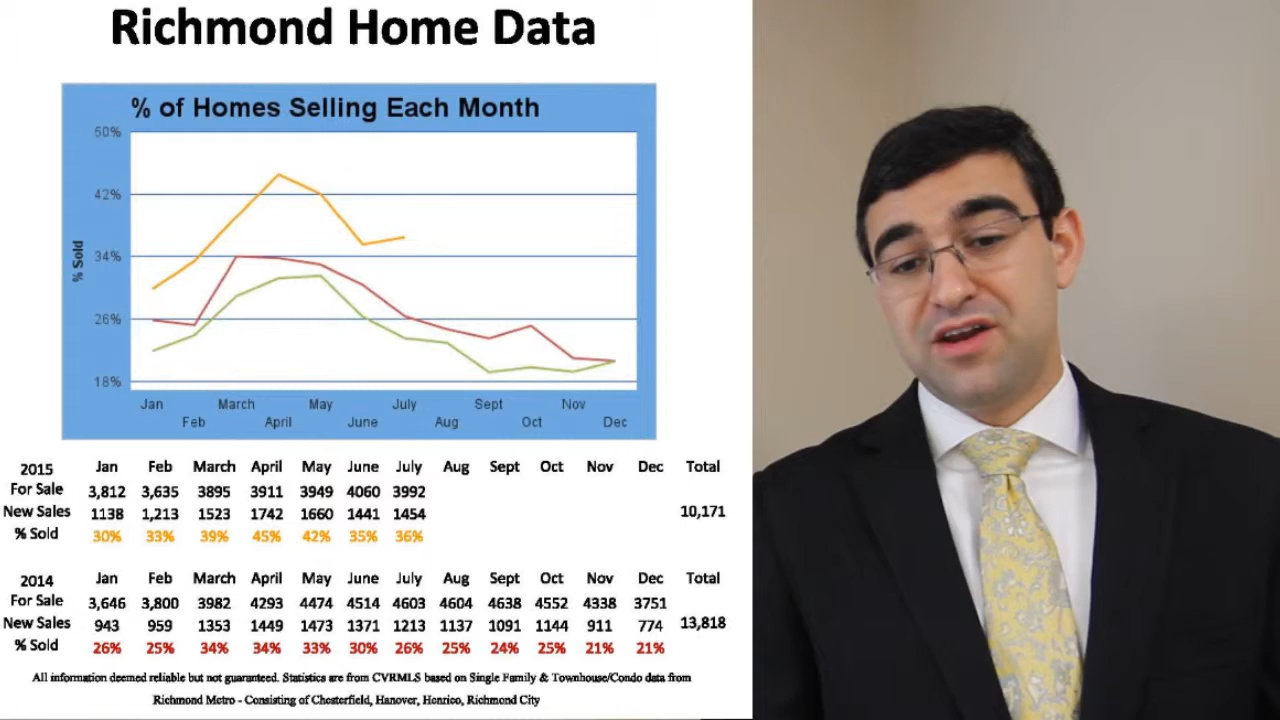 Richmond Home Data
% of Homes Selling Each Month
50%
42%
34%
26%
18%
% Sold
Jan Feb March April May June July Aug Sept Oct Nov Dec
2015 Jan Feb March April May June July Aug Sept Oct Nov Dec Total
For Sale 3,812 3,635 3895 3911 3949 4060 3992
New Sales 1138 1,213 1523 1742 1660 1441 1454 10,171
% Sold 30% 33% 39% 45% 42% 35% 36%
2014 Jan Feb March April May June July Aug Sept Oct Nov Dec Total
For Sale 3,646 3,800 3982 4293 4474 4514 4603 4604 4638 4552 4338 3751
New Sales 943 959 1353 1449 1473 1371 1213 1137 1091 1144 911 774 13,818
% Sold 26% 25% 34% 34% 33% 30% 26% 25% 24% 25% 21% 21%
All information deemed reliable but not guaranteed. Statistics are from CVRMLS based on Single Family & Townhouse/Condo data from
Richmond Metro - Consisting of Chesterfield, Hanover, Henrico, Richmond City